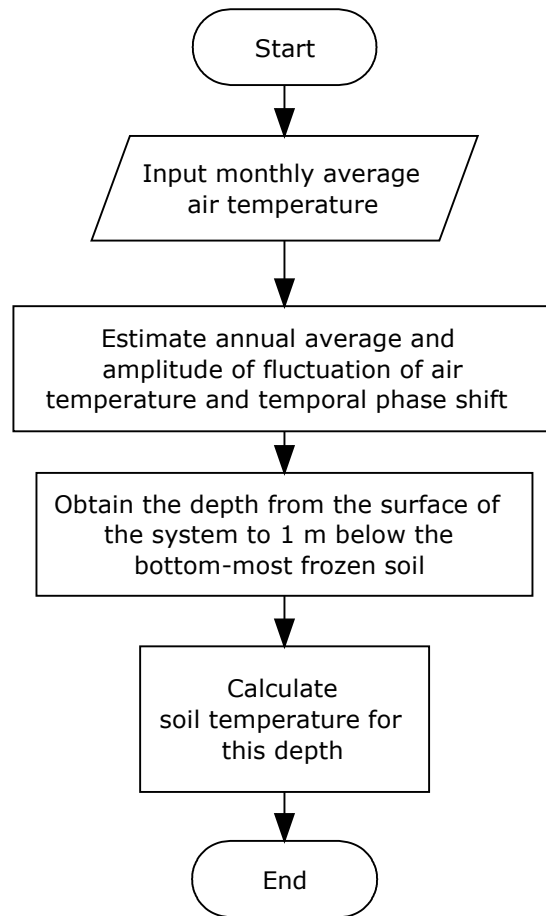 Start
Input monthly average
air temperature
Estimate annual average and
amplitude of fluctuation of air
temperature and temporal phase shift
Obtain the depth from the surface of
the system to 1 m below the
bottom-most frozen soil
Calculate
soil temperature for
this depth
End